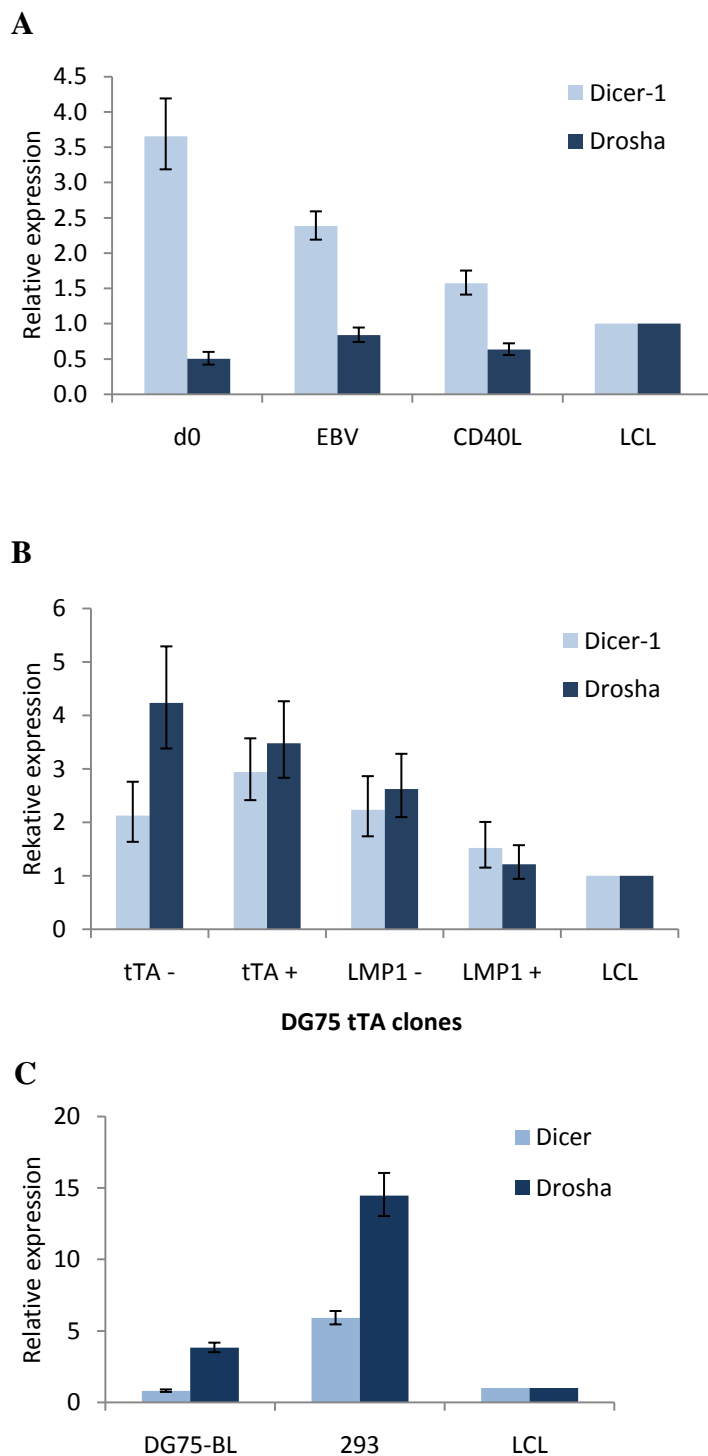 A
4.5
4.0
3.5
3.0
2.5
2.0
1.5
1.0
0.5
0.0
Relative expression
Dicer-1
Drosha
d0 EBV CD40L LCL
B
6
5
4
3
2
1
0
Rekative expression
Dicer-1
Drosha
tTA - tTA + LMP1 - LMP1 + LCL
DG75 tTA clones
C
20
15
10
5
0
Relative expression
Dicer
Drosha
DG75-BL 293 LCL